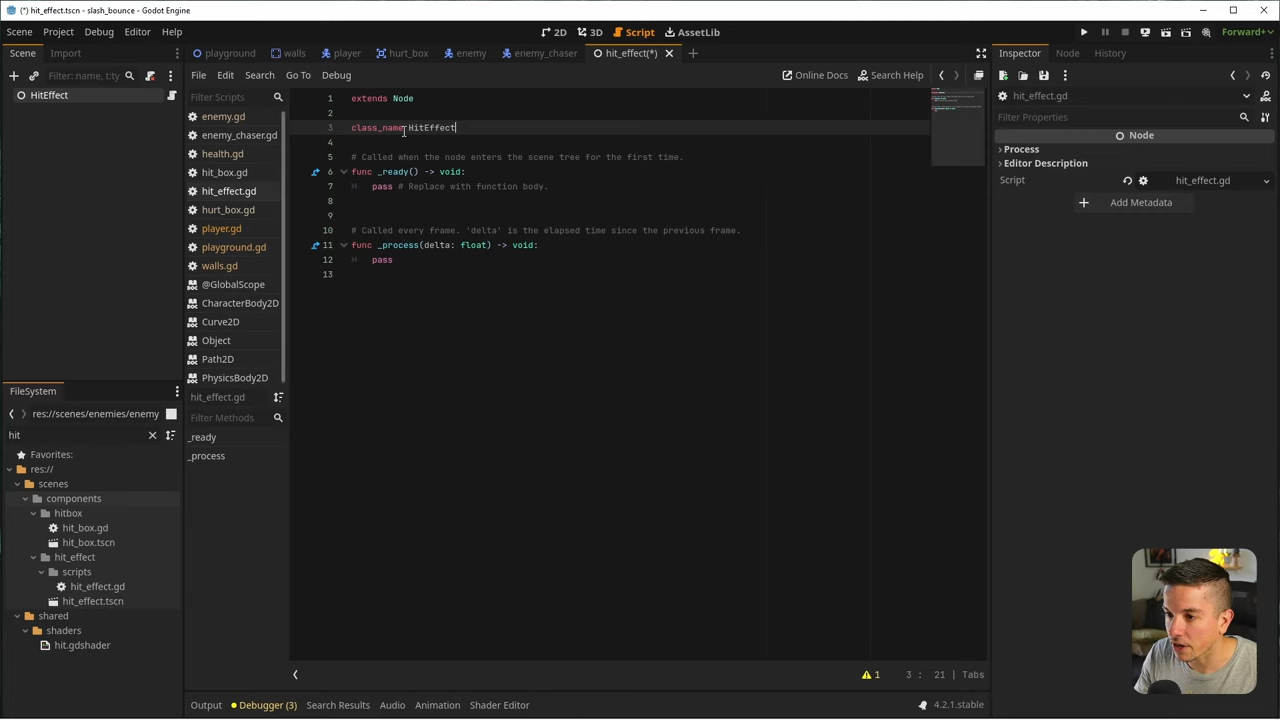 (*) hit_effect.tscn - slash_bounce - Godot Engine
Scene Project Debug Editor Help
2D 3D Script AssetLib
Forward+
Scene Import
playground walls player hurt_box enemy enemy_chaser hit_effect(*)
Inspector Node History
Filter: name, t:type
File Edit Search Go To Debug
Online Docs Search Help
hit_effect.gd
HitEffect
Filter Scripts
enemy.gd
enemy_chaser.gd
health.gd
hit_box.gd
hit_effect.gd
hurt_box.gd
player.gd
playground.gd
walls.gd
@GlobalScope
CharacterBody2D
Curve2D
Object
Path2D
PhysicsBody2D
hit_effect.gd
Filter Methods
_ready
_process
1 extends Node
2
3 class_name HitEffect
4
5 # Called when the node enters the scene tree for the first time.
6 func _ready() -> void:
7 pass # Replace with function body.
8
9
10 # Called every frame. 'delta' is the elapsed time since the previous frame.
11 func _process(delta: float) -> void:
12 pass
13
Filter Properties
Node
Process
Editor Description
Script hit_effect.gd
Add Metadata
FileSystem
res://scenes/enemies/enemy
hit
Favorites:
res://
scenes
components
hitbox
hit_box.gd
hit_box.tscn
hit_effect
scripts
hit_effect.gd
hit_effect.tscn
shared
shaders
hit.gdshader
1 3 : 21 | Tabs
Output Debugger (3) Search Results Audio Animation Shader Editor
4.2.1.stable